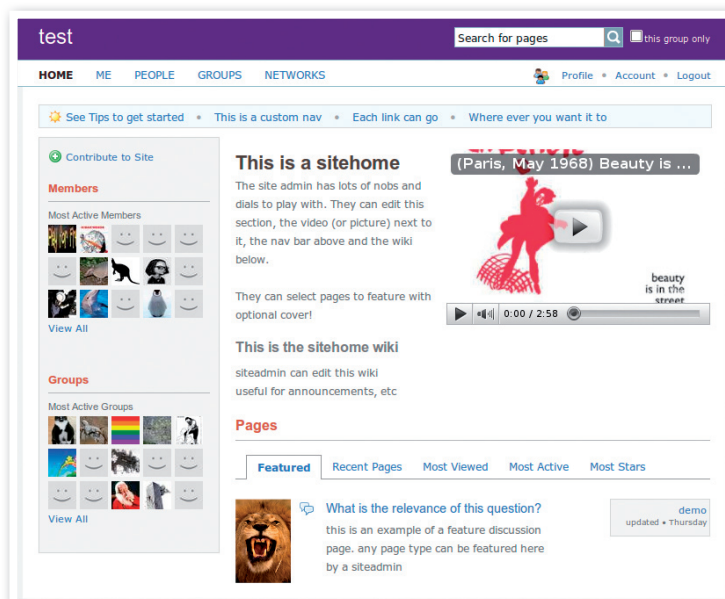 test
Search for pages
this group only
HOME ME PEOPLE GROUPS NETWORKS
Profile • Account • Logout
See Tips to get started • This is a custom nav • Each link can go • Where ever you want it to
Contribute to Site
Members
Most Active Members
View All
Groups
Most Active Groups
View All
This is a sitehome
The site admin has lots of nobs and
dials to play with. They can edit this
section, the video (or picture) next to
it, the nav bar above and the wiki
below.
They can select pages to feature with
optional cover!
(Paris, May 1968) Beauty is ...
beauty
is in the
street
0:00 / 2:58
This is the sitehome wiki
siteadmin can edit this wiki
useful for announcements, etc
Pages
Featured Recent Pages Most Viewed Most Active Most Stars
What is the relevance of this question?
this is an example of a feature discussion
page. any page type can be featured here
by a siteadmin
demo
updated • Thursday